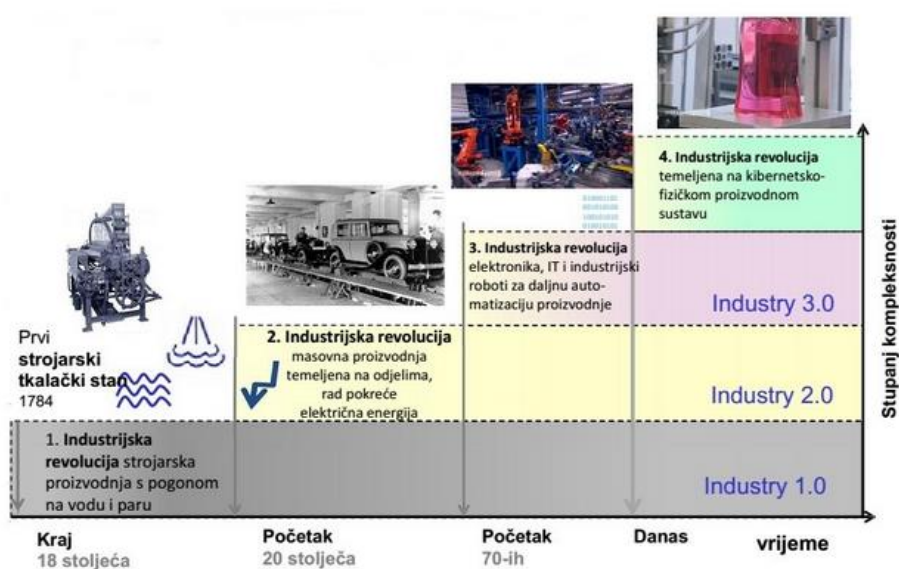 4. Industrijska revolucija
temeljena na kibernetsko-
fizičkom proizvodnom
sustavu
3. Industrijska revolucija
elektronika, IT i industrijski
roboti za daljnu auto-
matizaciju proizvodnje
Industry 3.0
Prvi
strojarski
tkalački stan
1784
2. Industrijska revolucija
masovna proizvodnja
temeljena na odjelima,
rad pokreće
električna energija
Industry 2.0
1. Industrijska
revolucija strojarska
proizvodnja s pogonom
na vodu i paru
Industry 1.0
Stupanj kompleksnosti
Kraj
18 stoljeća
Početak
20 stolječa
Početak
70-ih
Danas
vrijeme